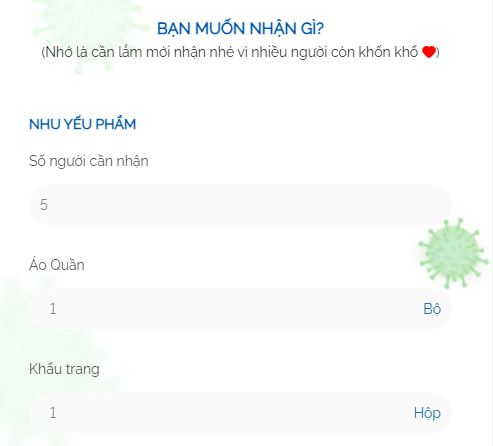 BẠN MUỐN NHẬN GÌ?
(Nhớ là cần lắm mới nhận nhé vì nhiều người còn khốn khổ ❤)
NHU YẾU PHẨM
Số người cần nhận
5
Áo Quần
1 Bộ
Khẩu trang
1 Hộp